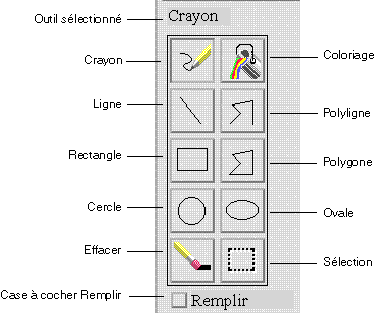 Outil sélectionné
Crayon
Crayon
Coloriage
Ligne
Polyligne
Rectangle
Polygone
Cercle
Ovale
Effacer
Sélection
Case à cocher Remplir
Remplir